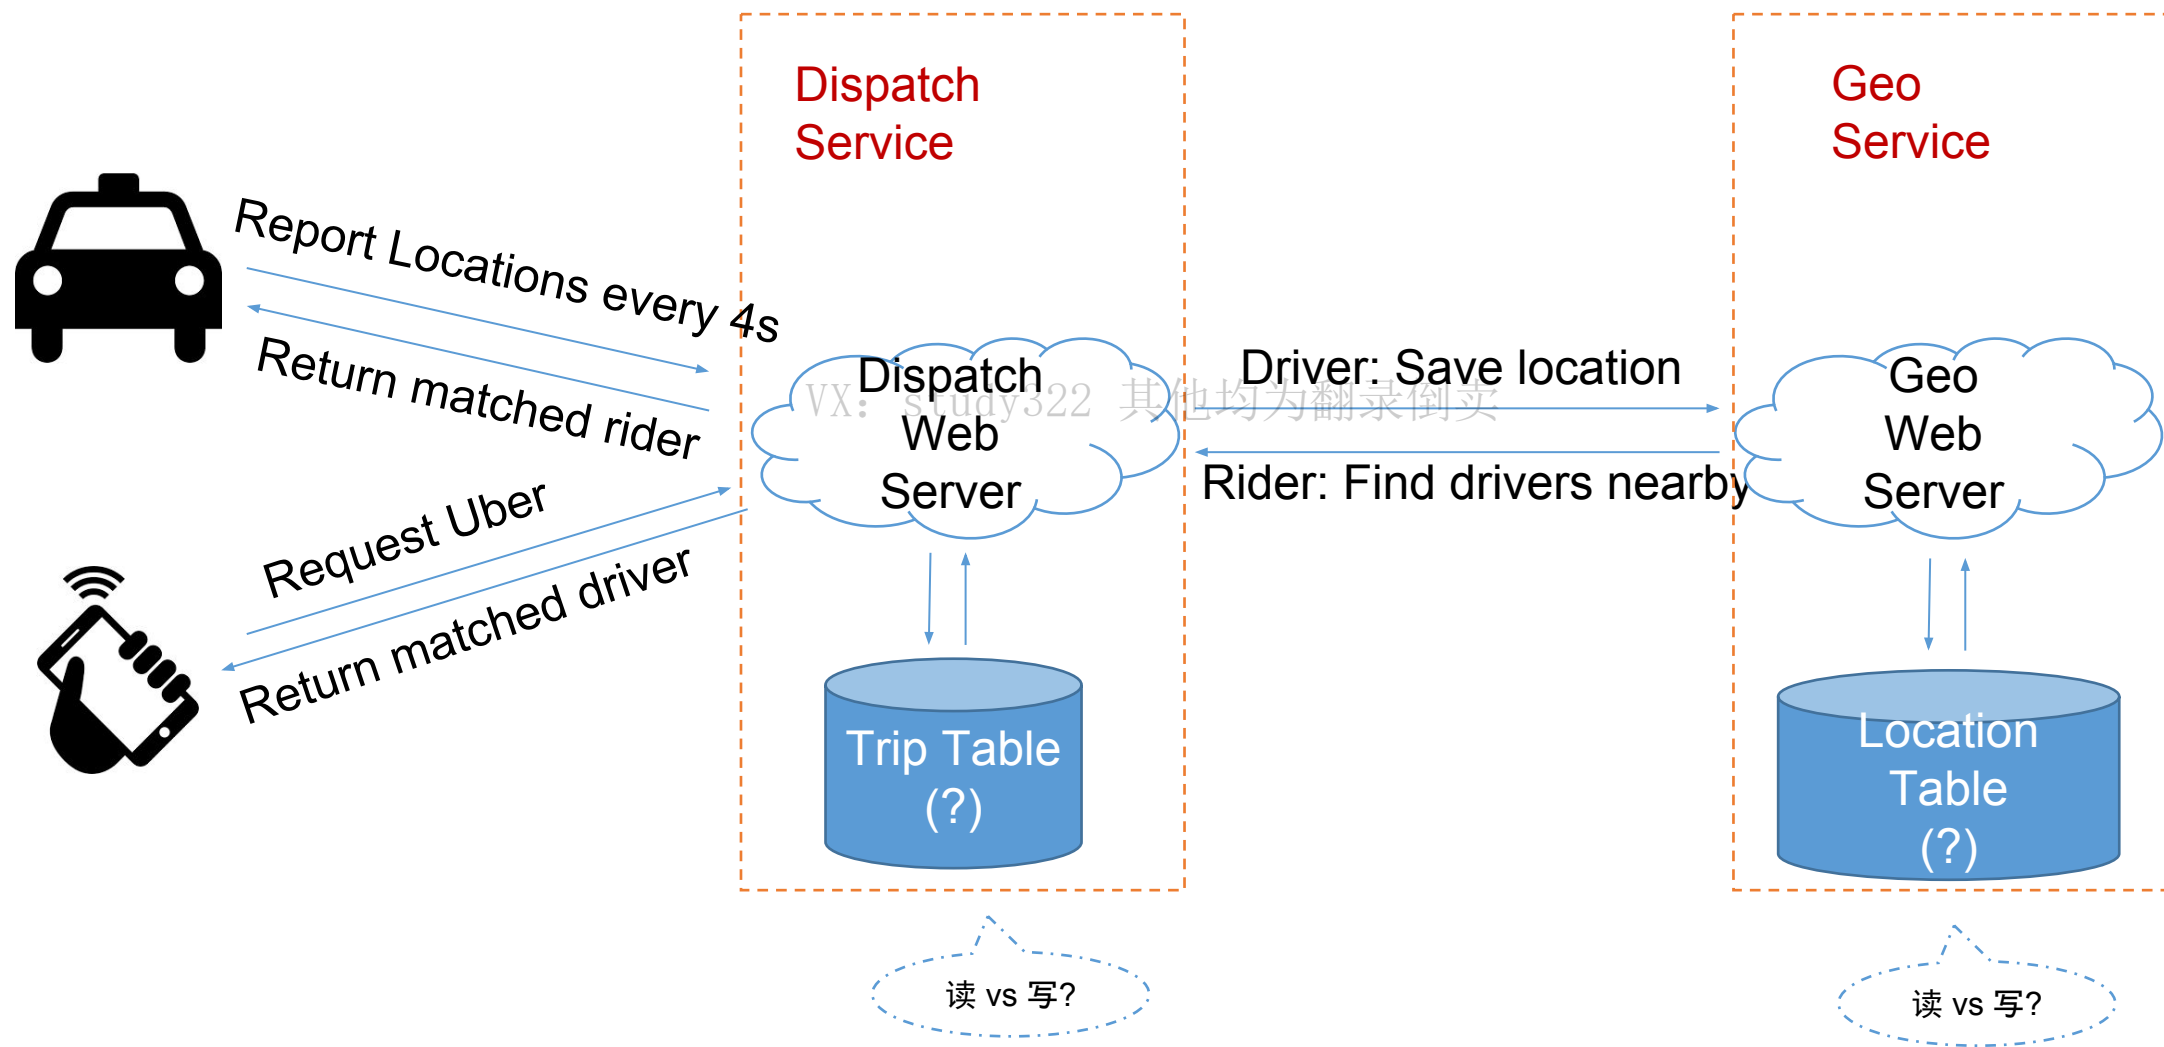 Dispatch
Service
Geo
Service
Report Locations every 4s
Return matched rider
Request Uber
Return matched driver
Dispatch
Web
Server
VX: study322 其他均为翻录倒卖
Driver: Save location
Rider: Find drivers nearby
Geo
Web
Server
Trip Table
(?)
Location
Table
(?)
读 vs 写?
读 vs 写?